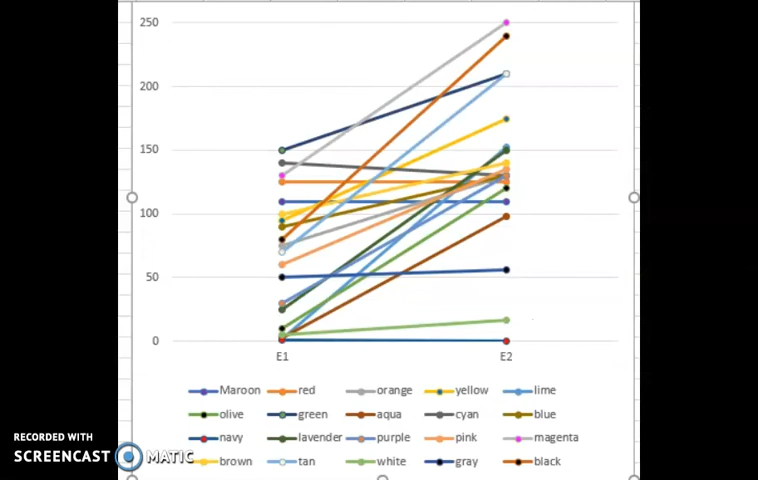 250
200
150
100
50
0
E1 E2
Maroon red orange yellow lime
olive green aqua cyan blue
navy lavender purple pink magenta
brown tan white gray black
RECORDED WITH
SCREENCAST MATIC